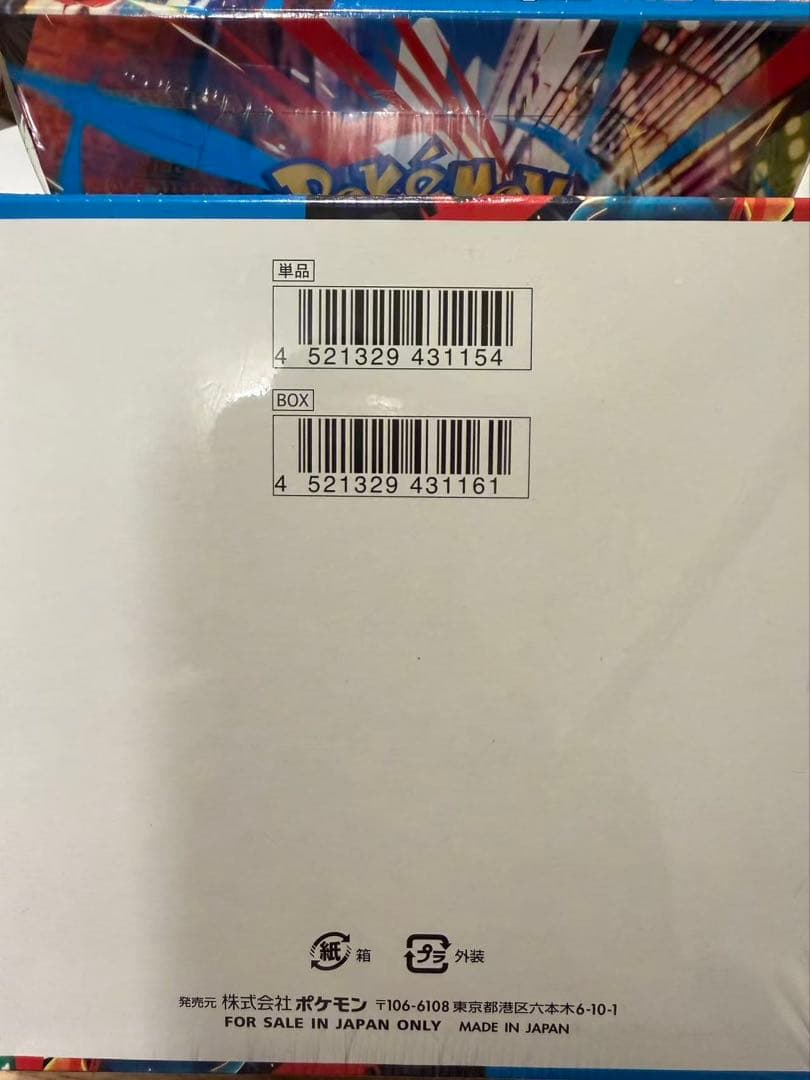 Pokémon
単品
4 521329 431154
BOX
4 521329 431161
紙 箱 プラ 外装
発売元 株式会社 ポケモン 〒106-6108 東京都港区六本木6-10-1
FOR SALE IN JAPAN ONLY MADE IN JAPAN